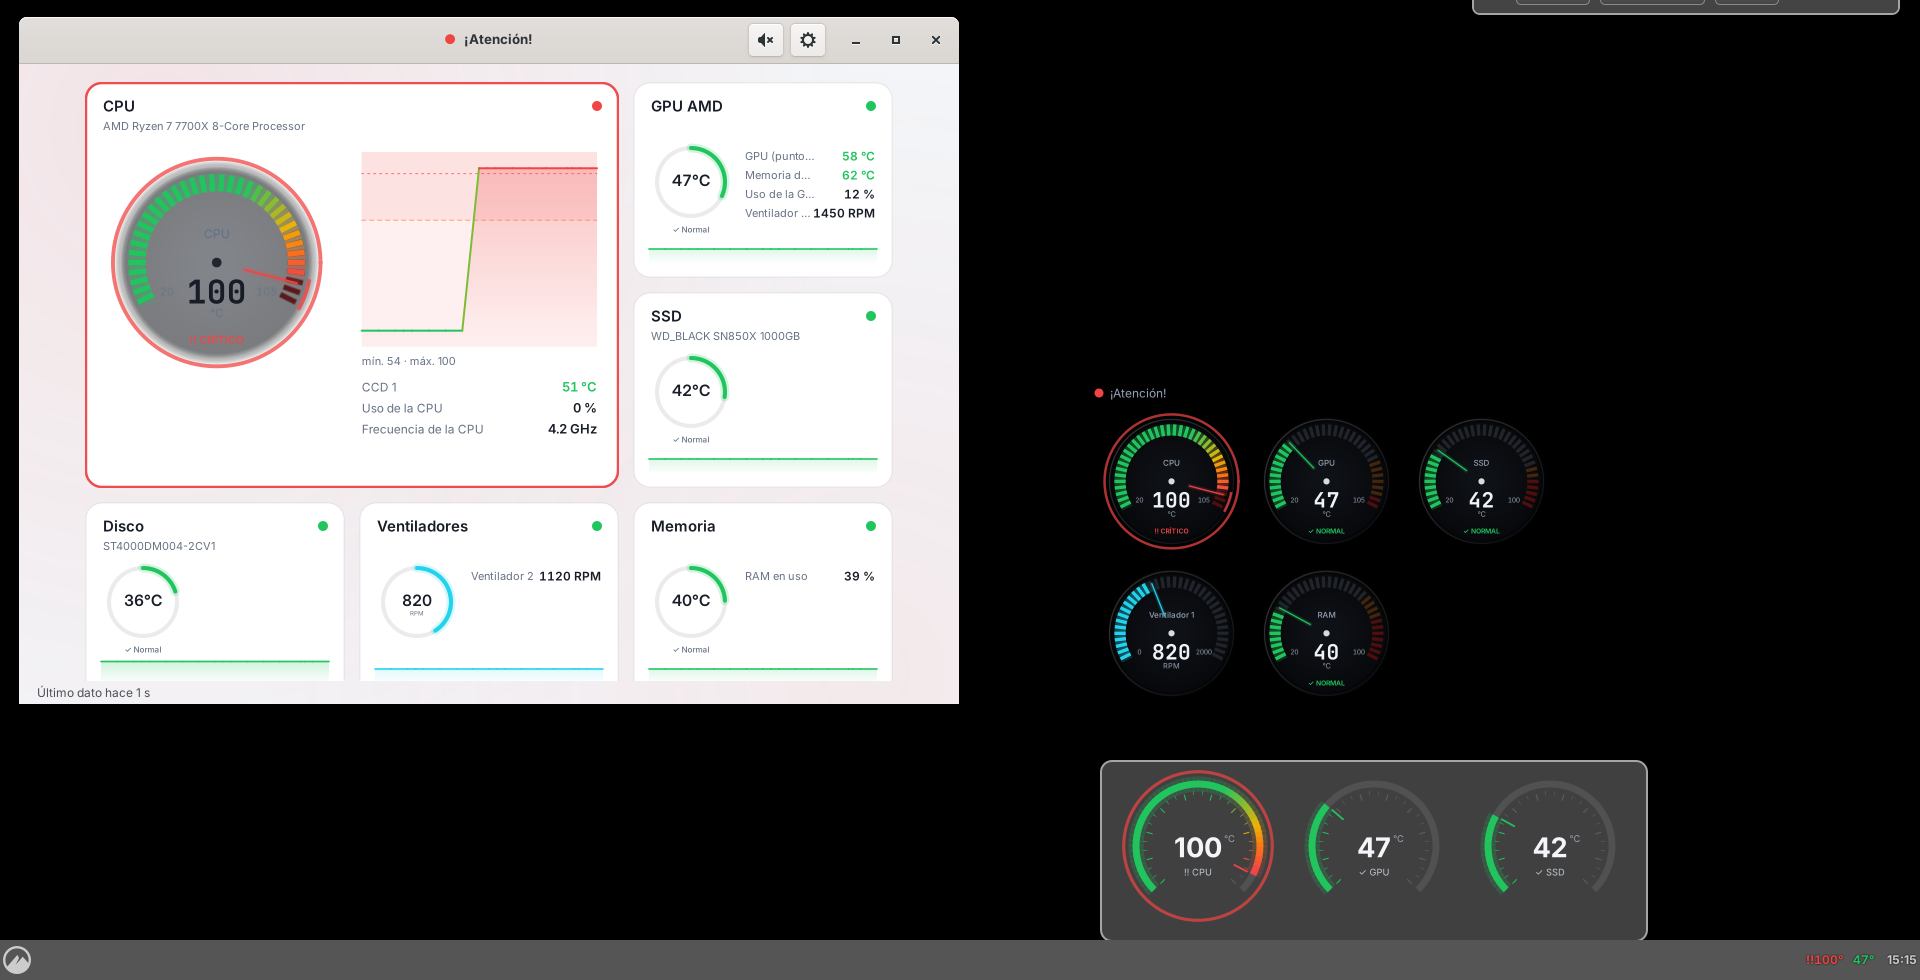 ¡Atención!
CPU
AMD Ryzen 7 7700X 8-Core Processor
CPU
20
100
105
°C
!! CRÍTICO
mín. 54 · máx. 100
CCD 1 51 °C
Uso de la CPU 0 %
Frecuencia de la CPU 4.2 GHz
GPU AMD
47°C
✓ Normal
GPU (punto... 58 °C
Memoria d... 62 °C
Uso de la G... 12 %
Ventilador ... 1450 RPM
SSD
WD_BLACK SN850X 1000GB
42°C
✓ Normal
Disco
ST4000DM004-2CV1
36°C
✓ Normal
Ventiladores
820
RPM
Ventilador 2 1120 RPM
Memoria
40°C
✓ Normal
RAM en uso 39 %
Último dato hace 1 s
¡Atención!
CPU
20 100 105
°C
!! CRÍTICO
GPU
20 47 105
°C
✓ NORMAL
SSD
20 42 100
°C
✓ NORMAL
Ventilador 1
0 820 2000
RPM
RAM
20 40 100
°C
✓ NORMAL
100 °C
!! CPU
47 °C
✓ GPU
42 °C
✓ SSD
!!100° 47° 15:15